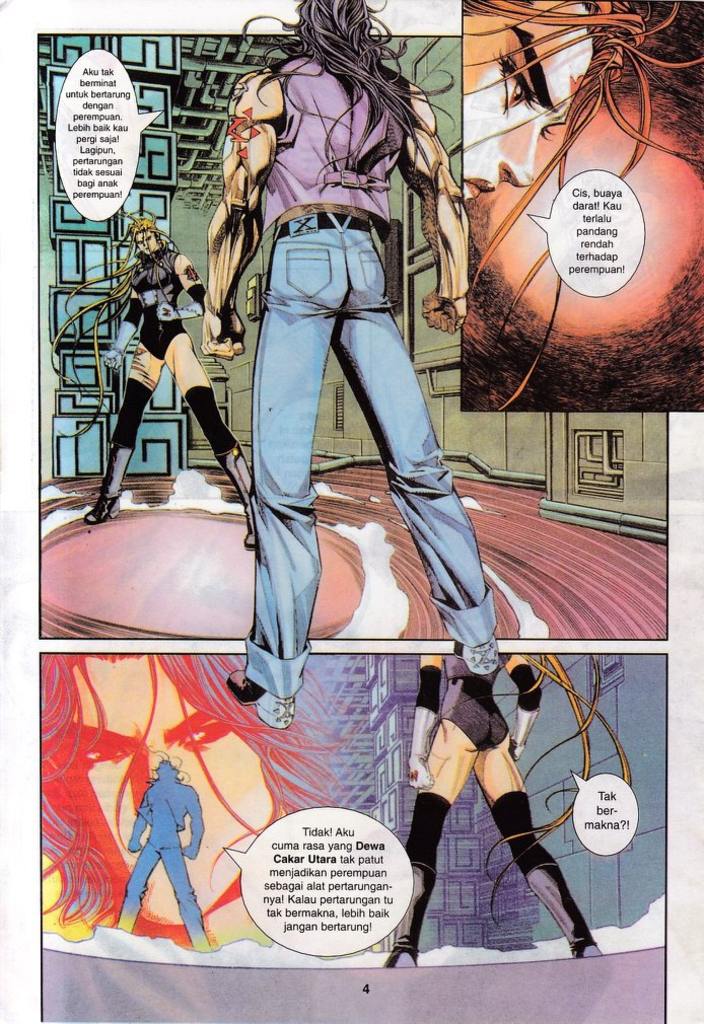 Aku tak
berminat
untuk bertarung
dengan
perempuan.
Lebih baik kau
pergi saja!
Lagipun,
pertarungan
tidak sesuai
bagi anak
perempuan!
Cis, buaya
darat! Kau
terlalu
pandang
rendah
terhadap
perempuan!
Tidak! Aku
cuma rasa yang Dewa
Cakar Utara tak patut
menjadikan perempuan
sebagai alat pertarungan-
nya! Kalau pertarungan tu
tak bermakna, lebih baik
jangan bertarung!
Tak
ber-
makna?!
4